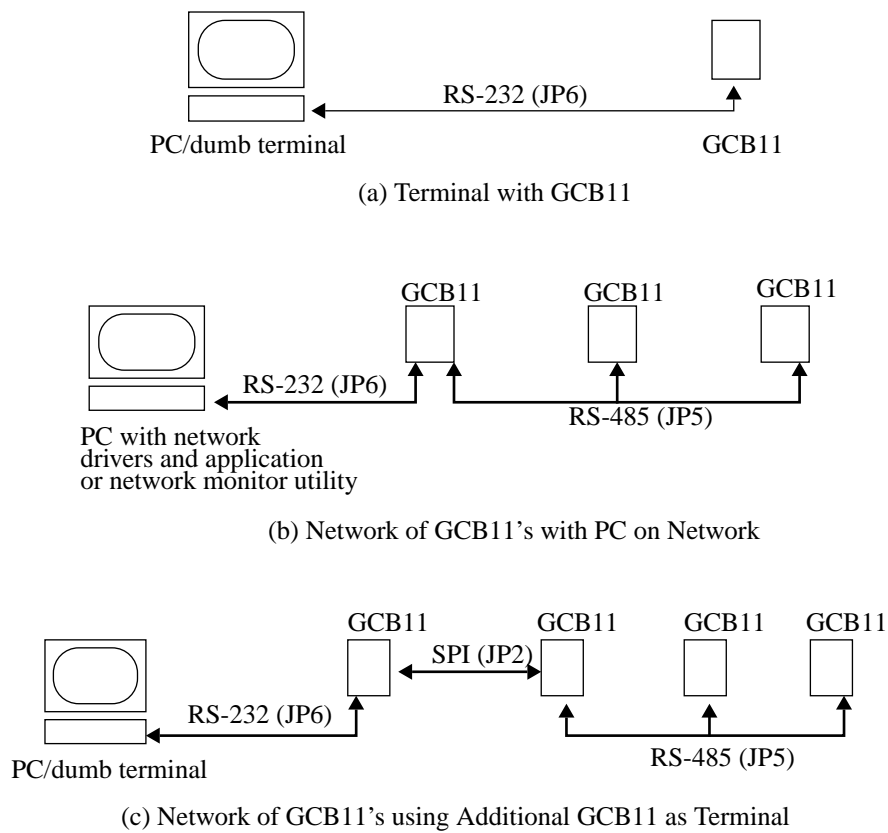 RS-232 (JP6)
PC/dumb terminal
GCB11
(a) Terminal with GCB11
GCB11
GCB11
GCB11
RS-232 (JP6)
RS-485 (JP5)
PC with network
drivers and application
or network monitor utility
(b) Network of GCB11’s with PC on Network
GCB11
GCB11
GCB11
GCB11
SPI (JP2)
RS-232 (JP6)
RS-485 (JP5)
PC/dumb terminal
(c) Network of GCB11’s using Additional GCB11 as Terminal